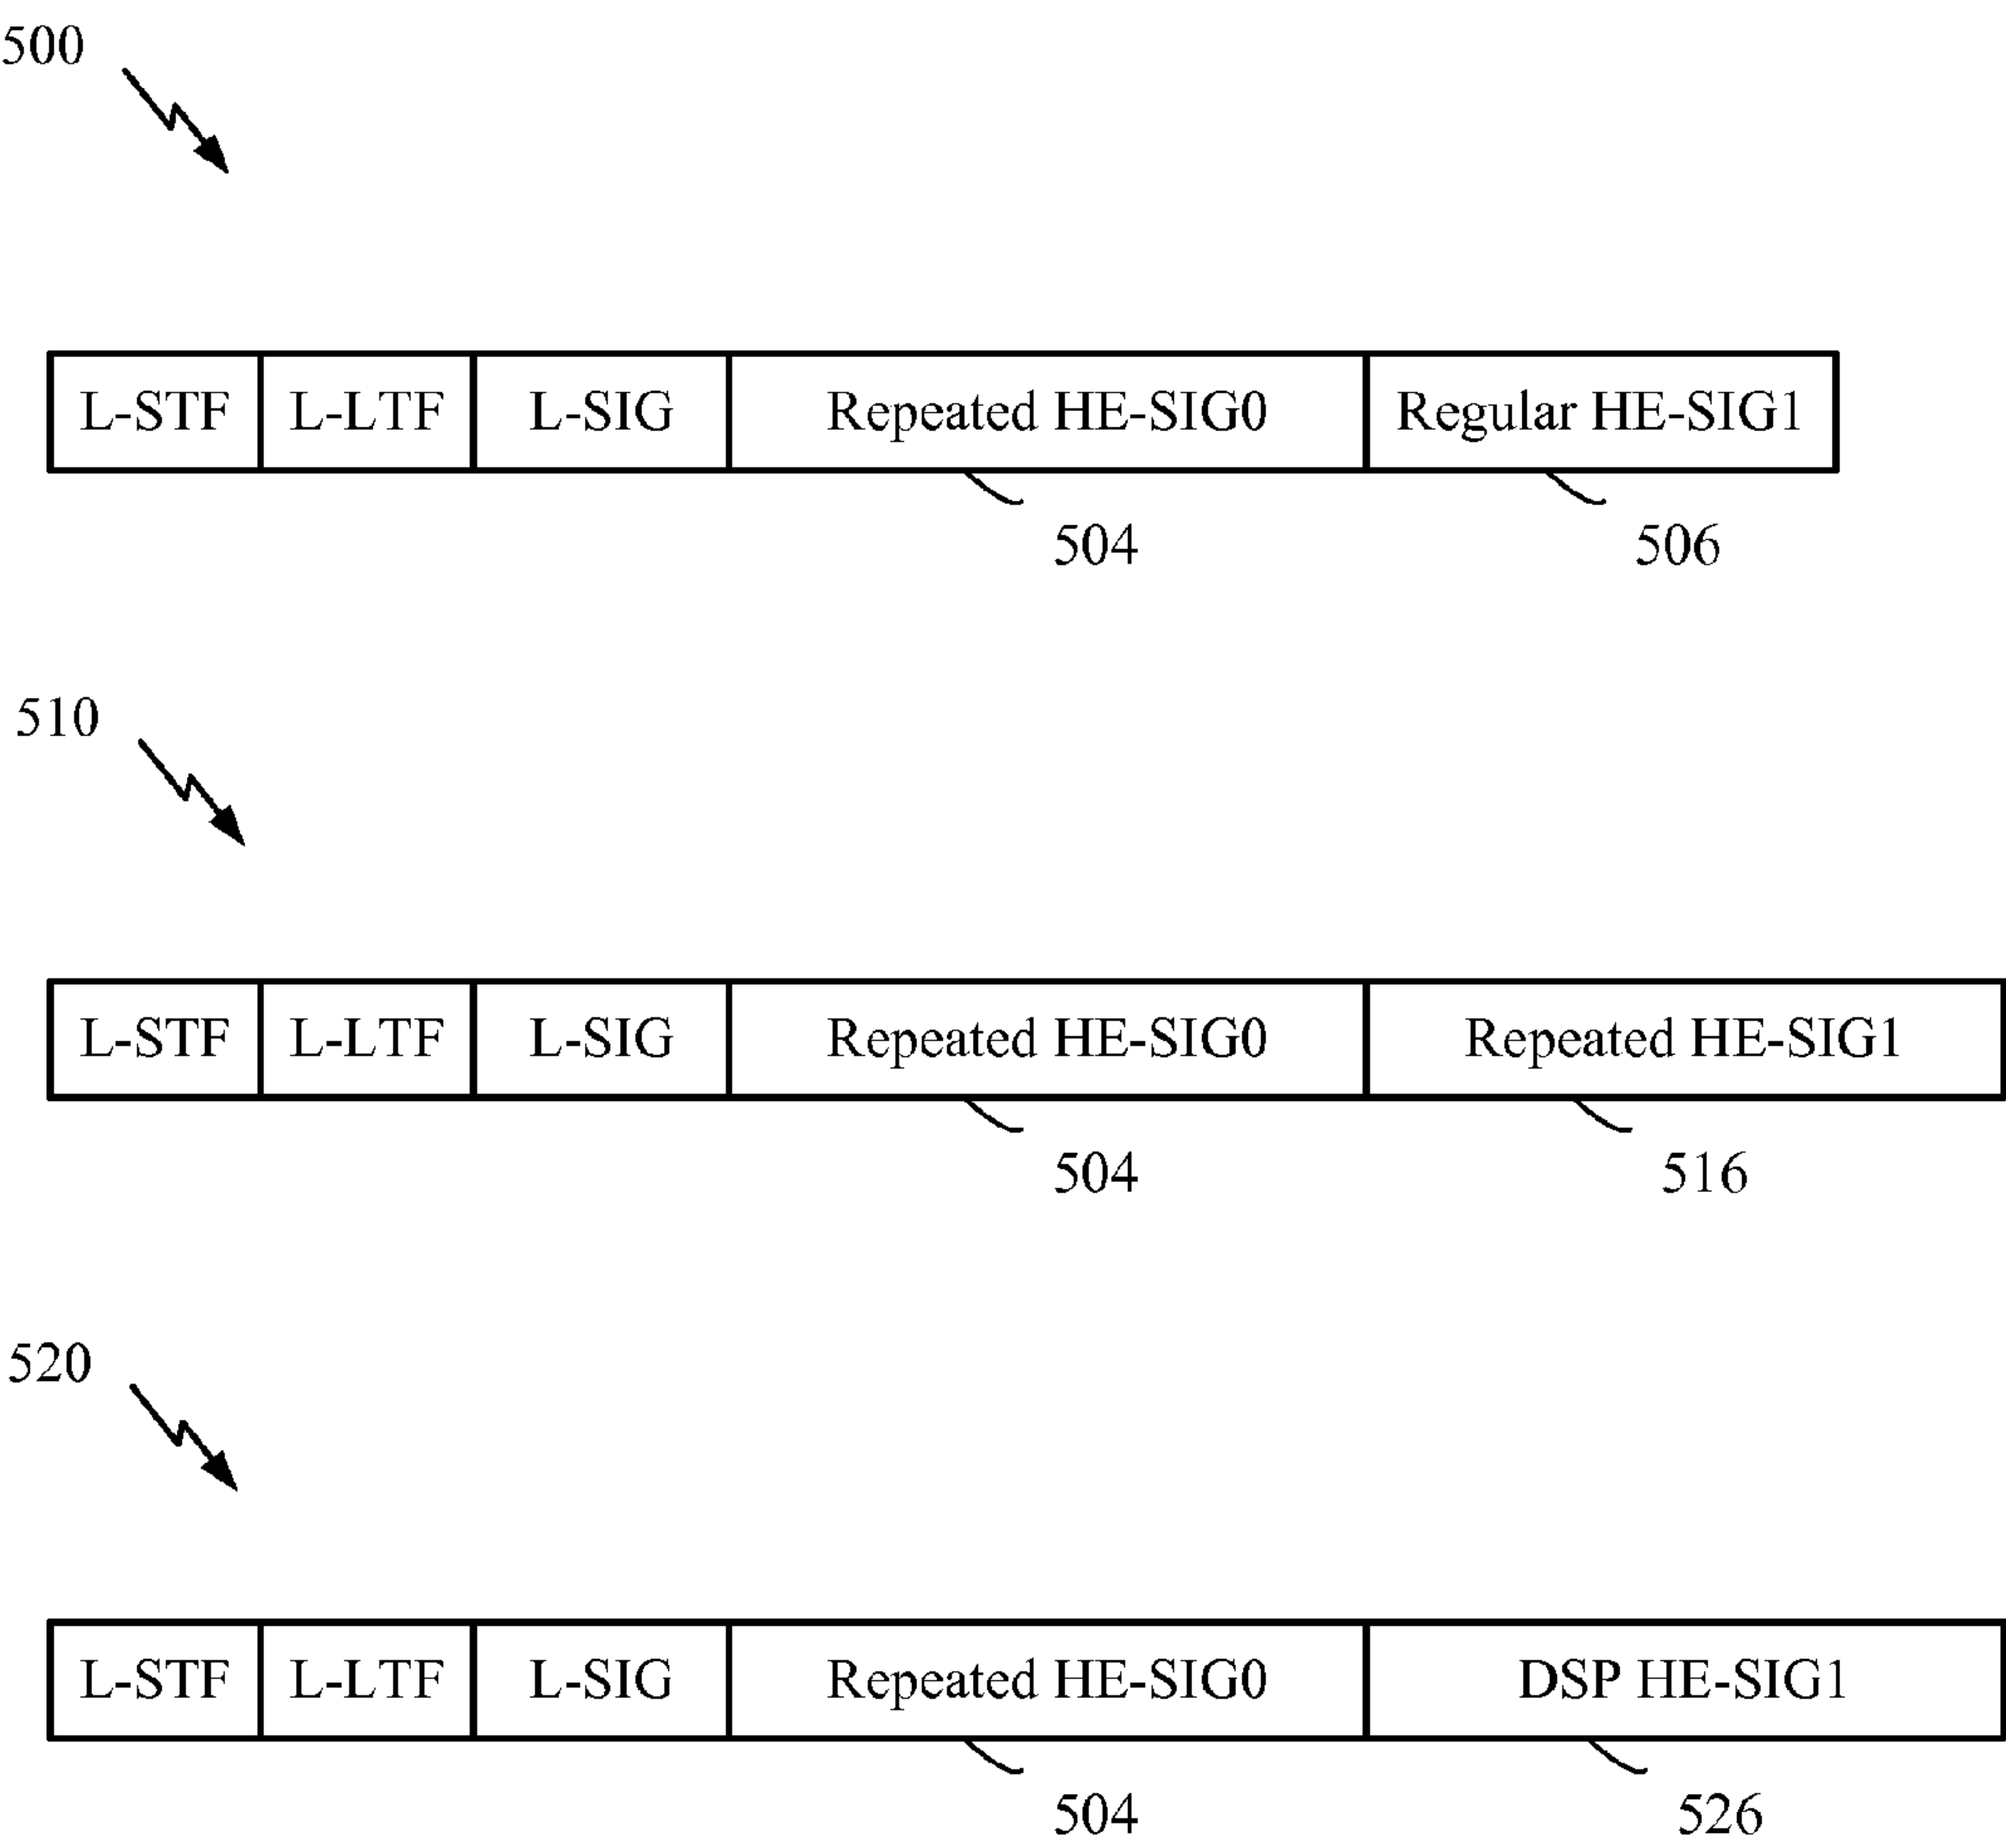 500
L-STF L-LTF L-SIG Repeated HE-SIG0 Regular HE-SIG1
504 506
510
L-STF L-LTF L-SIG Repeated HE-SIG0 Repeated HE-SIG1
504 516
520
L-STF L-LTF L-SIG Repeated HE-SIG0 DSP HE-SIG1
504 526